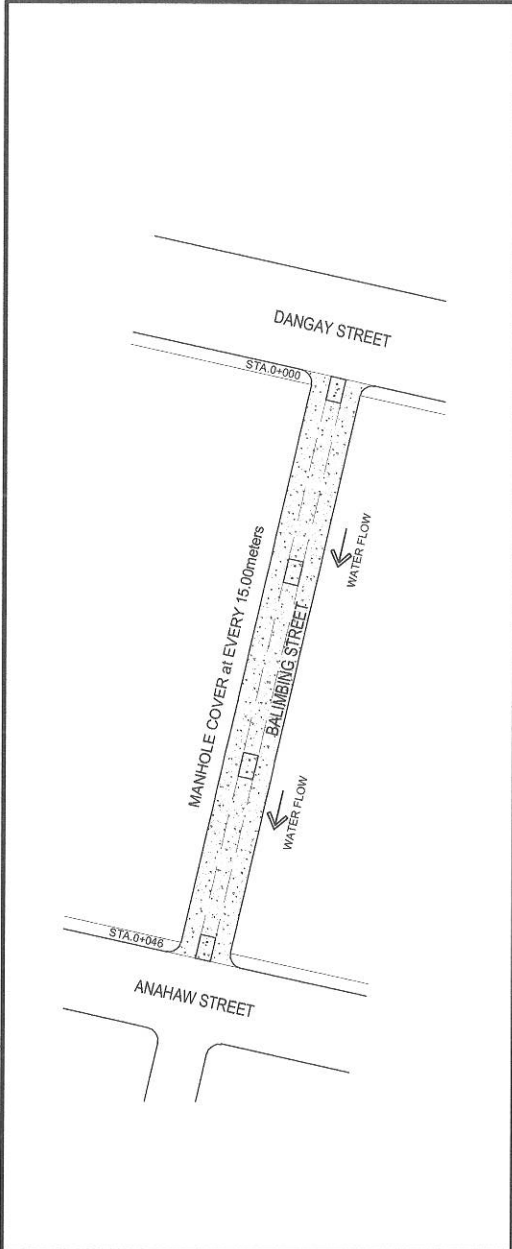 DANGAY STREET
STA.0+000
WATER FLOW
MANHOLE COVER at EVERY 15.00meters
BALIMBING STREET
WATER FLOW
STA.0+046
ANAHAW STREET